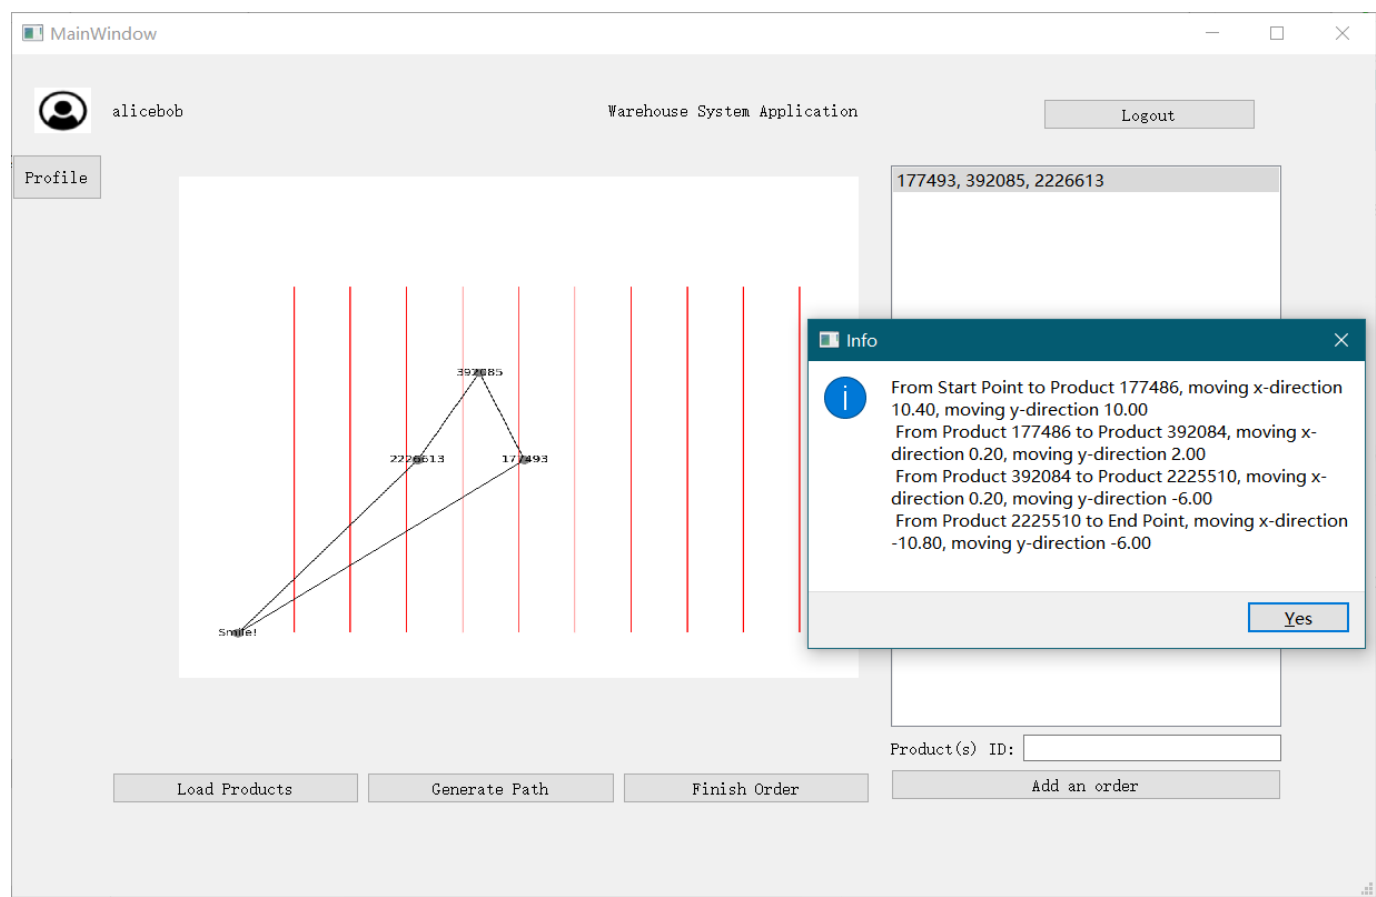 MainWindow
alicebob
Warehouse System Application
Logout
Profile
177493, 392085, 2226613
392085
2226613
177493
Smile!
Info
From Start Point to Product 177486, moving x-direction
10.40, moving y-direction 10.00
From Product 177486 to Product 392084, moving x-
direction 0.20, moving y-direction 2.00
From Product 392084 to Product 2225510, moving x-
direction 0.20, moving y-direction -6.00
From Product 2225510 to End Point, moving x-direction
-10.80, moving y-direction -6.00
Yes
Product(s) ID:
Load Products
Generate Path
Finish Order
Add an order